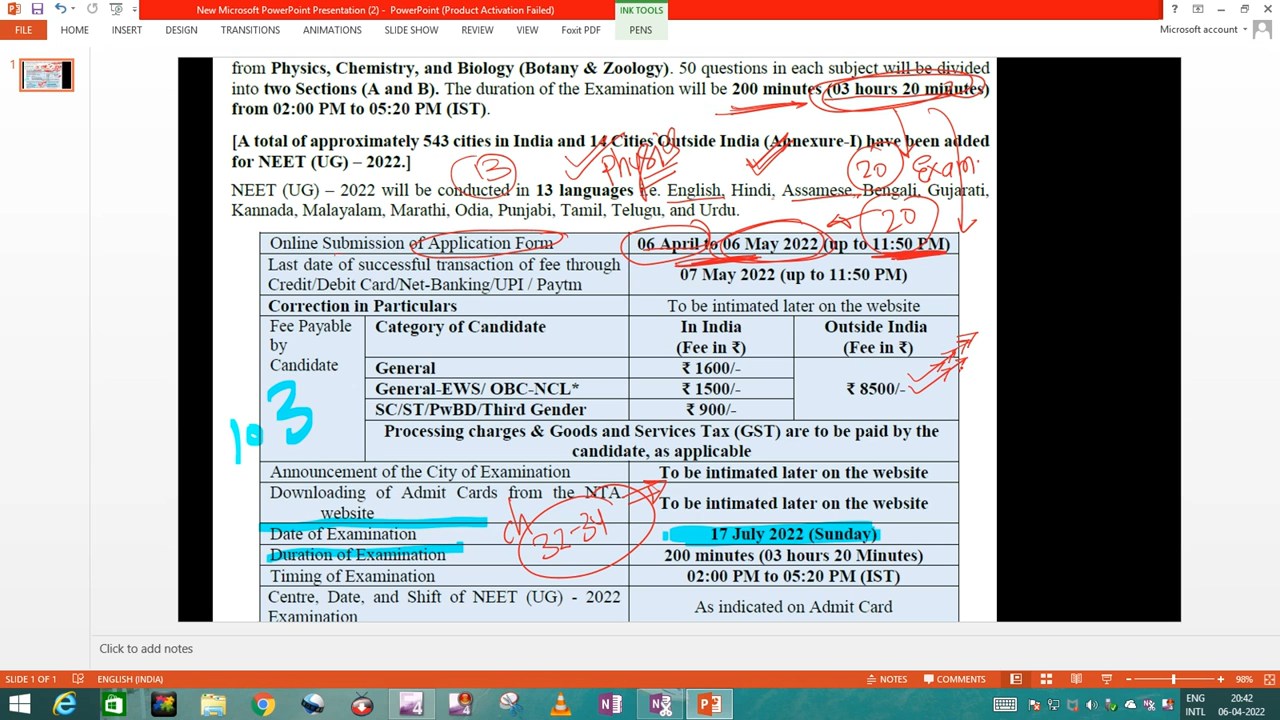 New Microsoft PowerPoint Presentation (2) - PowerPoint (Product Activation Failed)
INK TOOLS
FILE HOME INSERT DESIGN TRANSITIONS ANIMATIONS SLIDE SHOW REVIEW VIEW Foxit PDF PENS
Microsoft account
1
from Physics, Chemistry, and Biology (Botany & Zoology). 50 questions in each subject will be divided
into two Sections (A and B). The duration of the Examination will be 200 minutes (03 hours 20 minutes)
from 02:00 PM to 05:20 PM (IST).
[A total of approximately 543 cities in India and 14 Cities Outside India (Annexure-I) have been added
for NEET (UG) – 2022.]
13
Physics
20 Exam.
NEET (UG) – 2022 will be conducted in 13 languages i.e. English, Hindi, Assamese, Bengali, Gujarati,
Kannada, Malayalam, Marathi, Odia, Punjabi, Tamil, Telugu, and Urdu.
20
Online Submission of Application Form 06 April to 06 May 2022 (up to 11:50 PM)
Last date of successful transaction of fee through
Credit/Debit Card/Net-Banking/UPI / Paytm
07 May 2022 (up to 11:50 PM)
Correction in Particulars To be intimated later on the website
Fee Payable
by
Candidate
Category of Candidate
In India
(Fee in ₹)
Outside India
(Fee in ₹)
General ₹ 1600/-
General-EWS/ OBC-NCL* ₹ 1500/- ₹ 8500/-
SC/ST/PwBD/Third Gender ₹ 900/-
103
Processing charges & Goods and Services Tax (GST) are to be paid by the
candidate, as applicable
Announcement of the City of Examination To be intimated later on the website
Downloading of Admit Cards from the NTA
website
To be intimated later on the website
ch
32-34
Date of Examination 17 July 2022 (Sunday)
Duration of Examination 200 minutes (03 hours 20 Minutes)
Timing of Examination 02:00 PM to 05:20 PM (IST)
Centre, Date, and Shift of NEET (UG) - 2022
Examination
As indicated on Admit Card
Click to add notes
SLIDE 1 OF 1 ENGLISH (INDIA) NOTES COMMENTS 98%
ENG
INTL
20:42
06-04-2022